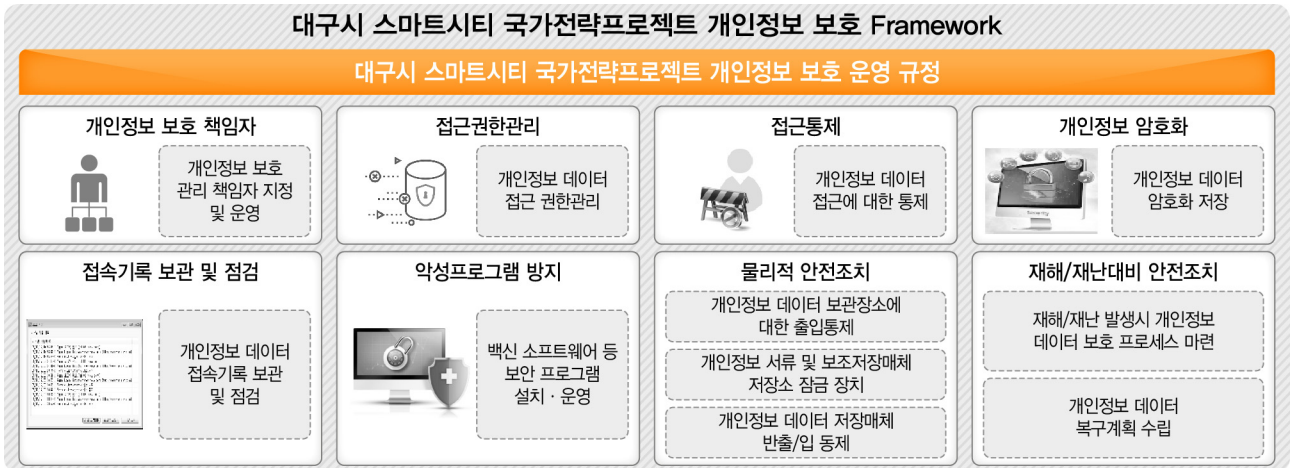 대구시 스마트시티 국가전략프로젝트 개인정보 보호 Framework
대구시 스마트시티 국가전략프로젝트 개인정보 보호 운영 규정
개인정보 보호 책임자
개인정보 보호
관리 책임자 지정
및 운영
접근권한관리
개인정보 데이터
접근 권한관리
접근통제
개인정보 데이터
접근에 대한 통제
개인정보 암호화
Security
개인정보 데이터
암호화 저장
접속기록 보관 및 점검
개인정보 데이터
접속기록 보관
및 점검
악성프로그램 방지
백신 소프트웨어 등
보안 프로그램
설치 · 운영
물리적 안전조치
개인정보 데이터 보관장소에
대한 출입통제
개인정보 서류 및 보조저장매체
저장소 잠금 장치
개인정보 데이터 저장매체
반출/입 동제
재해/재난대비 안전조치
재해/재난 발생시 개인정보
데이터 보호 프로세스 마련
개인정보 데이터
복구계획 수립